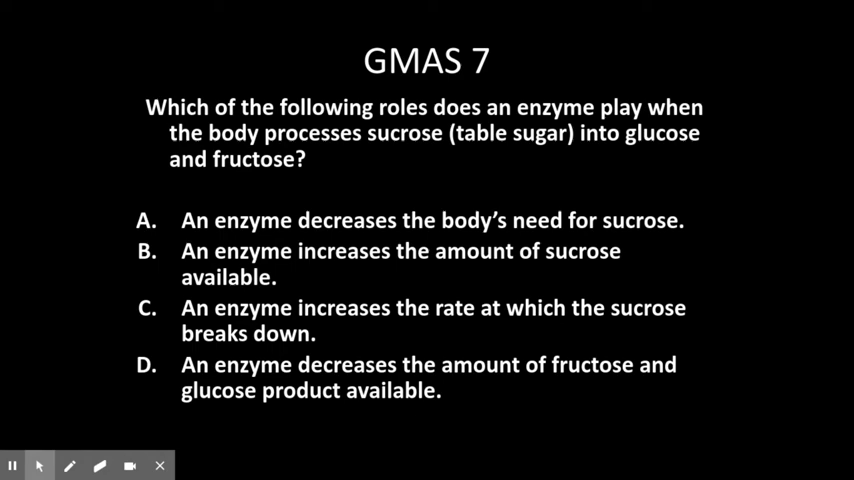 GMAS 7
Which of the following roles does an enzyme play when
the body processes sucrose (table sugar) into glucose
and fructose?
A. An enzyme decreases the body's need for sucrose.
B. An enzyme increases the amount of sucrose
available.
C. An enzyme increases the rate at which the sucrose
breaks down.
D. An enzyme decreases the amount of fructose and
glucose product available.